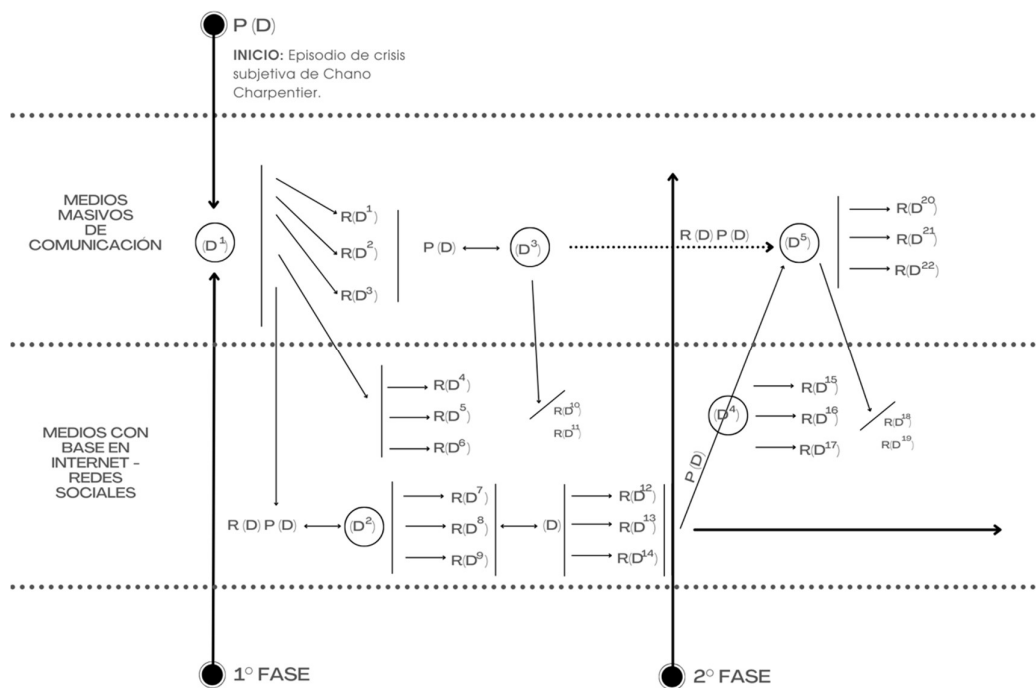 P (D)
INICIO: Episodio de crisis
subjetiva de Chano
Charpentier.
MEDIOS
MASIVOS
DE
COMUNICACIÓN
(D¹)
R(D¹)
R(D²)
R(D³)
P (D)
(D³)
R (D) P (D)
(D⁵)
R(D²⁰)
R(D²¹)
R(D²²)
MEDIOS CON
BASE EN
INTERNET -
REDES
SOCIALES
R(D⁴)
R(D⁵)
R(D⁶)
R(D¹⁰)
R(D¹¹)
P (D)
(D⁴)
R(D¹⁵)
R(D¹⁶)
R(D¹⁷)
R(D¹⁸)
R(D¹⁹)
R (D) P (D)
(D²)
R(D⁷)
R(D⁸)
R(D⁹)
(D)
R(D¹²)
R(D¹³)
R(D¹⁴)
1° FASE
2° FASE